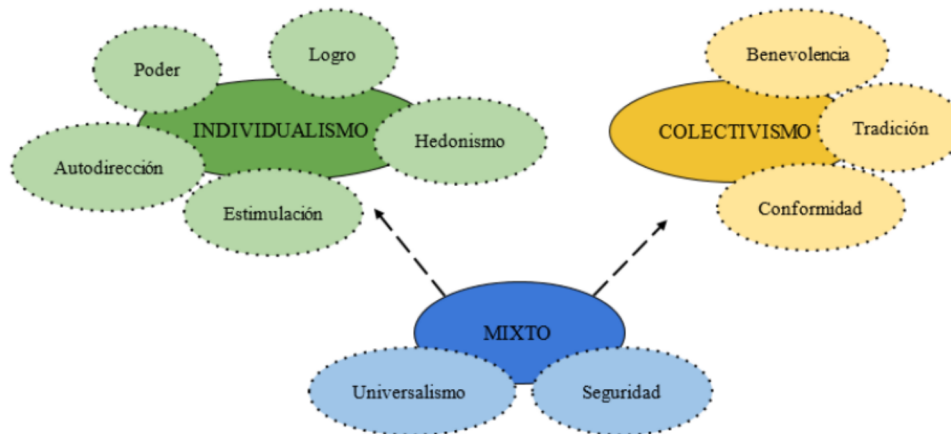 Poder
Logro
INDIVIDUALISMO
Hedonismo
Autodirección
Estimulación
Benevolencia
COLECTIVISMO
Tradición
Conformidad
MIXTO
Universalismo
Seguridad